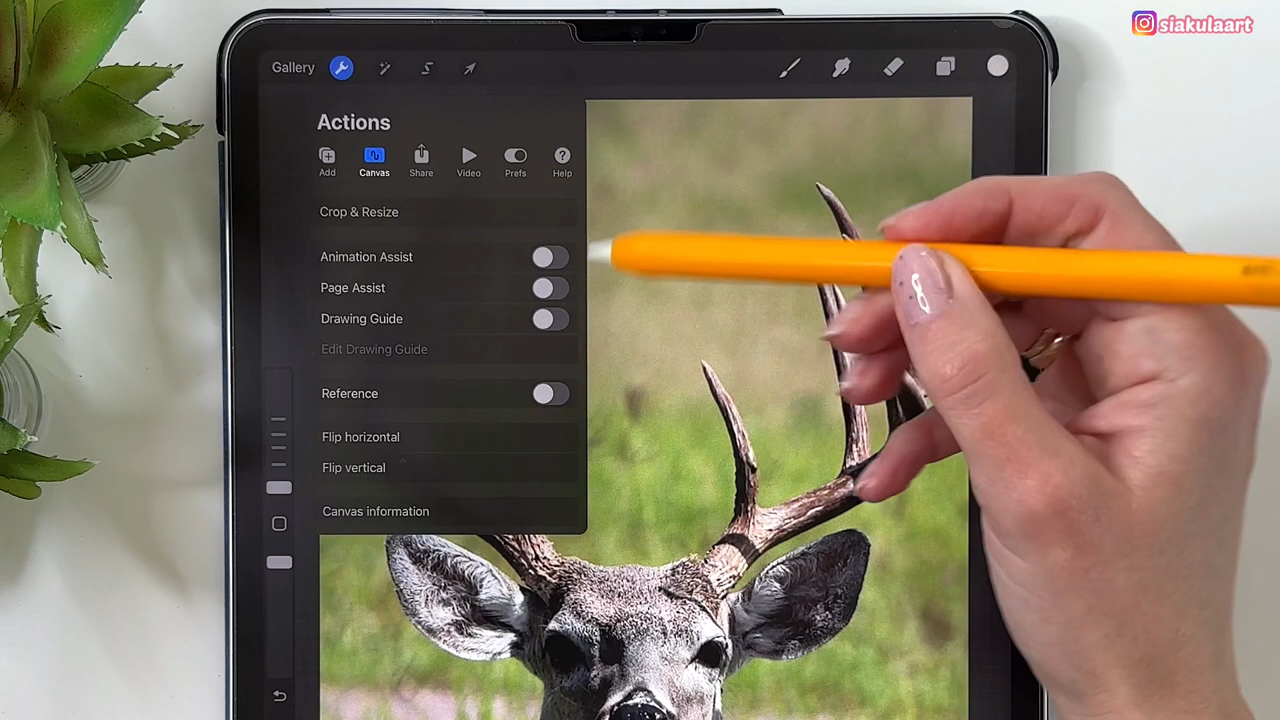 siakulaart
Gallery
Actions
Add Canvas Share Video Prefs Help
Crop & Resize
Animation Assist
Page Assist
Drawing Guide
Edit Drawing Guide
Reference
Flip horizontal
Flip vertical
Canvas information